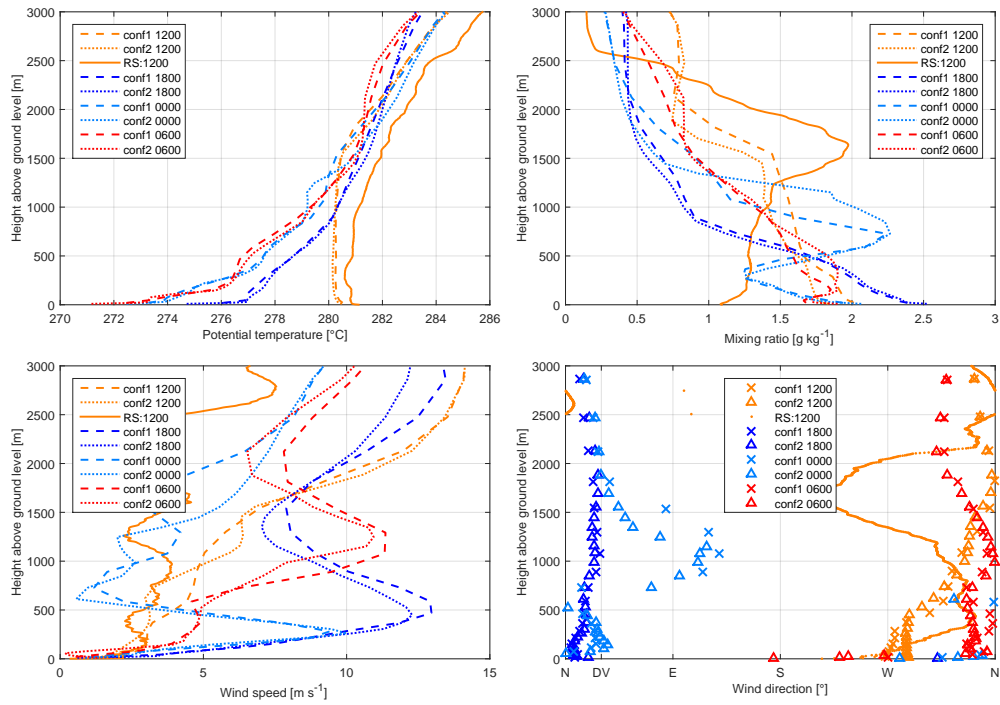 3000
2500
2000
1500
1000
500
0
Height above ground level [m]
conf1 1200
conf2 1200
RS:1200
conf1 1800
conf2 1800
conf1 0000
conf2 0000
conf1 0600
conf2 0600
270 272 274 276 278 280 282 284 286
Potential temperature [°C]
3000
2500
2000
1500
1000
500
0
Height above ground level [m]
conf1 1200
conf2 1200
RS:1200
conf1 1800
conf2 1800
conf1 0000
conf2 0000
conf1 0600
conf2 0600
0 0.5 1 1.5 2 2.5 3
Mixing ratio [g kg⁻¹]
3000
2500
2000
1500
1000
500
0
Height above ground level [m]
conf1 1200
conf2 1200
RS:1200
conf1 1800
conf2 1800
conf1 0000
conf2 0000
conf1 0600
conf2 0600
0 5 10 15
Wind speed [m s⁻¹]
3000
2500
2000
1500
1000
500
0
Height above ground level [m]
conf1 1200
conf2 1200
RS:1200
conf1 1800
conf2 1800
conf1 0000
conf2 0000
conf1 0600
conf2 0600
N DV E S W N
Wind direction [°]